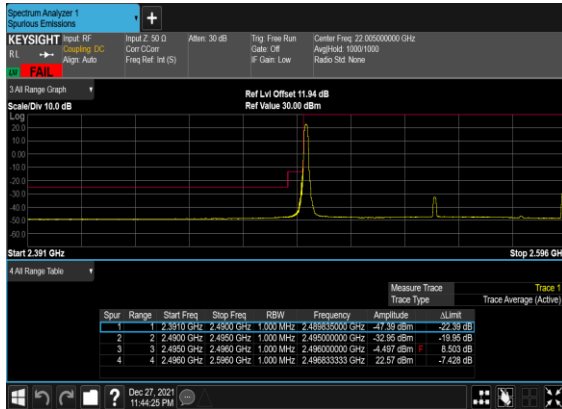 Spectrum Analyzer 1
Spurious Emissions
KEYSIGHT Input: RF Input Z: 50 Ω Atten: 30 dB Trig: Free Run Center Freq: 22.005000000 GHz
RL Coupling: DC Corr CCorr Gate: Off Avg|Hold: 1000/1000
Align: Auto Freq Ref: Int (S) IF Gain: Low Radio Std: None
LV FAIL
3 All Range Graph
Ref Lvl Offset 11.94 dB
Scale/Div 10.0 dB Ref Value 30.00 dBm
Log
20.0
10.0
0.00
-10.0
-20.0
-30.0
-40.0
-50.0
-60.0
Start 2.391 GHz Stop 2.596 GH
4 All Range Table
Measure Trace Trace 1
Trace Type Trace Average (Active)
Spur Range Start Freq Stop Freq RBW Frequency Amplitude ΔLimit
1 1 2.3910 GHz 2.4900 GHz 1.000 MHz 2.489835000 GHz -47.39 dBm -22.39 dB
2 2 2.4900 GHz 2.4950 GHz 1.000 MHz 2.495000000 GHz -32.95 dBm -19.95 dB
3 3 2.4950 GHz 2.4960 GHz 1.000 MHz 2.496000000 GHz -4.497 dBm F 8.503 dB
4 4 2.4960 GHz 2.5960 GHz 1.000 MHz 2.496833333 GHz 22.57 dBm -7.428 dB
Dec 27, 2021
11:44:25 PM